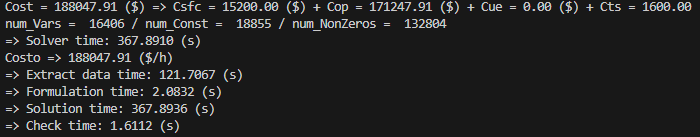 Cost = 188047.91 ($) => Csfc = 15200.00 ($) + Cop = 171247.91 ($) + Cue = 0.00 ($) + Cts = 1600.00
num_Vars =  16406 / num_Const =  18855 / num_NonZeros =  132804
=> Solver time: 367.8910 (s)
Costo => 188047.91 ($/h)
=> Extract data time: 121.7067 (s)
=> Formulation time: 2.0832 (s)
=> Solution time: 367.8936 (s)
=> Check time: 1.6112 (s)